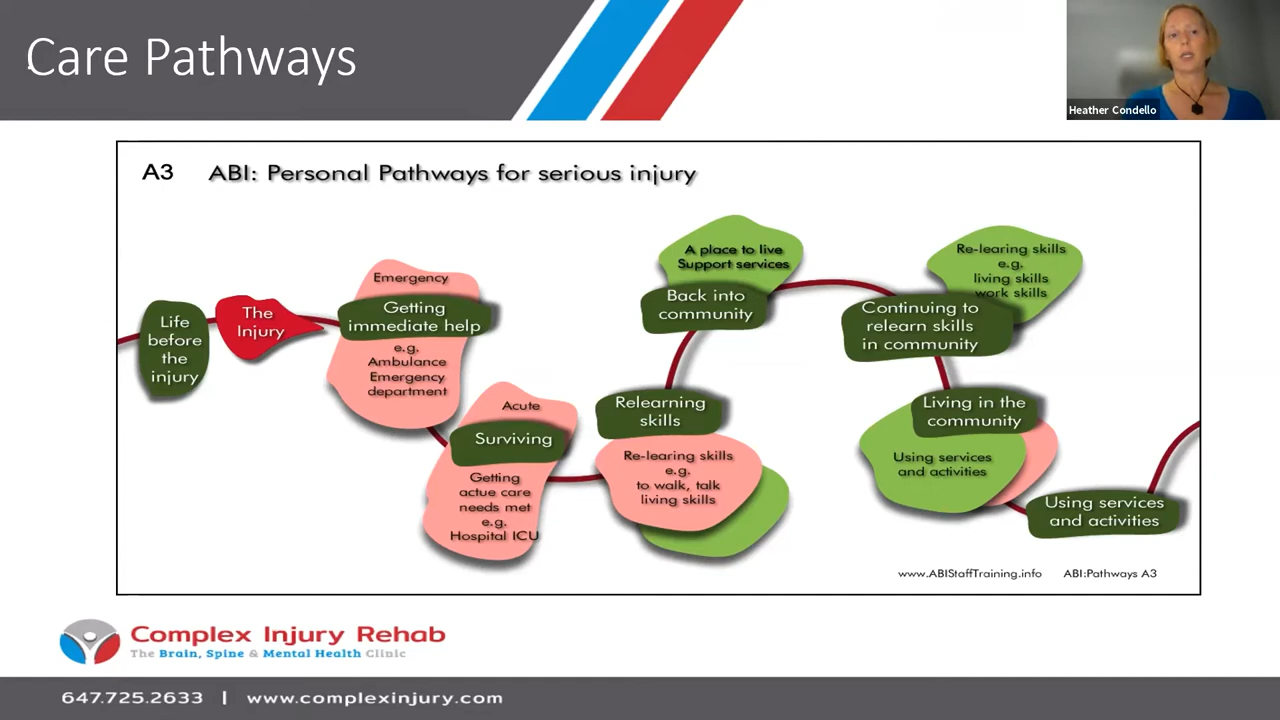 Care Pathways
Heather Condello
A3 ABI: Personal Pathways for serious injury
Life
before
the
injury
The
Injury
Emergency
Getting
immediate help
e.g.
Ambulance
Emergency
department
Acute
Surviving
Getting
actue care
needs met
e.g.
Hospital ICU
Relearning
skills
Re-learing skills
e.g.
to walk, talk
living skills
A place to live
Support services
Back into
community
Re-learing skills
e.g.
living skills
work skills
Continuing to
relearn skills
in community
Living in the
community
Using services
and activities
Using services
and activities
www.ABIStaffTraining.info ABI:Pathways A3
Complex Injury Rehab
The Brain, Spine & Mental Health Clinic
647.725.2633 | www.complexinjury.com